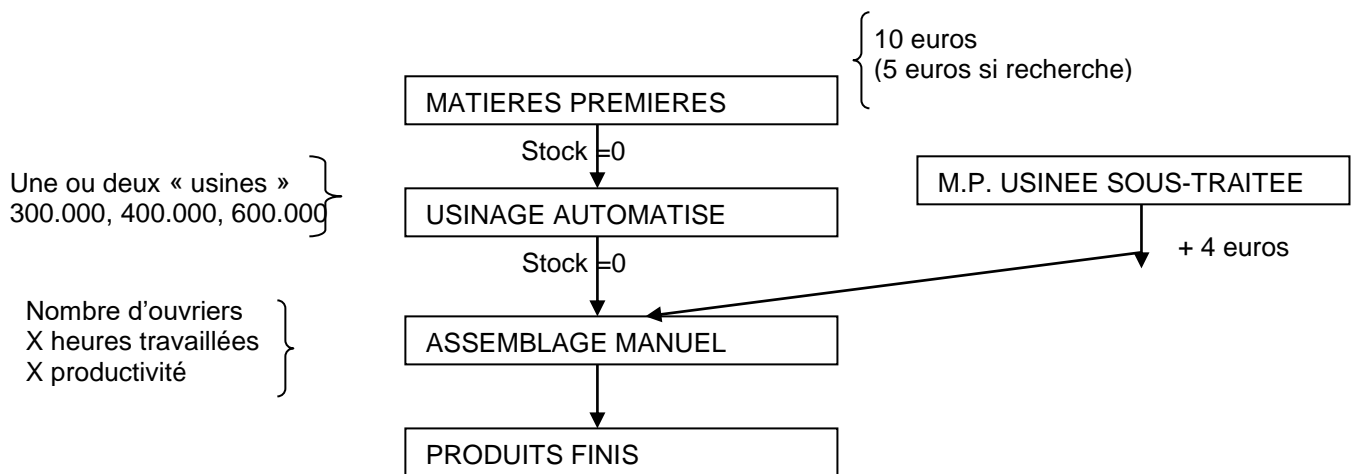 10 euros
(5 euros si recherche)
MATIERES PREMIERES
Stock =0
Une ou deux « usines »
300.000, 400.000, 600.000
M.P. USINEE SOUS-TRAITEE
USINAGE AUTOMATISE
+ 4 euros
Stock =0
Nombre d'ouvriers
X heures travaillées
X productivité
ASSEMBLAGE MANUEL
PRODUITS FINIS